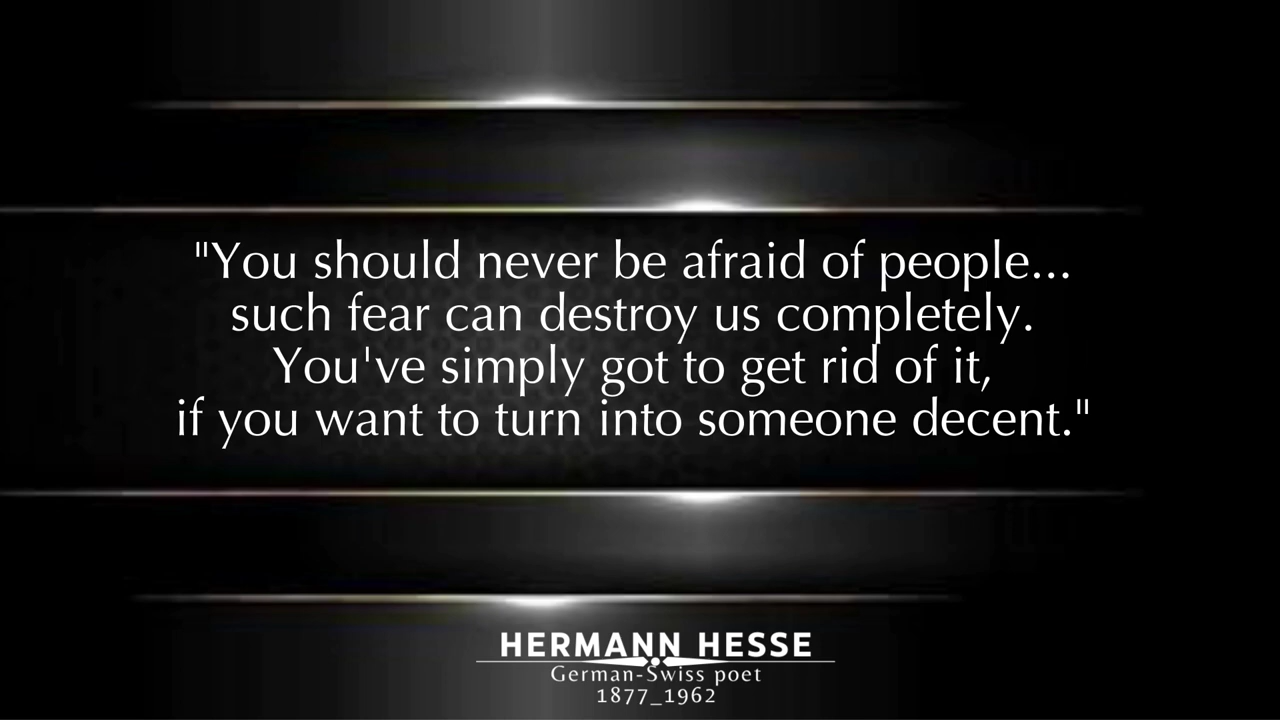 "You should never be afraid of people...
such fear can destroy us completely.
You've simply got to get rid of it,
if you want to turn into someone decent."
HERMANN HESSE
German-Swiss poet
1877_1962